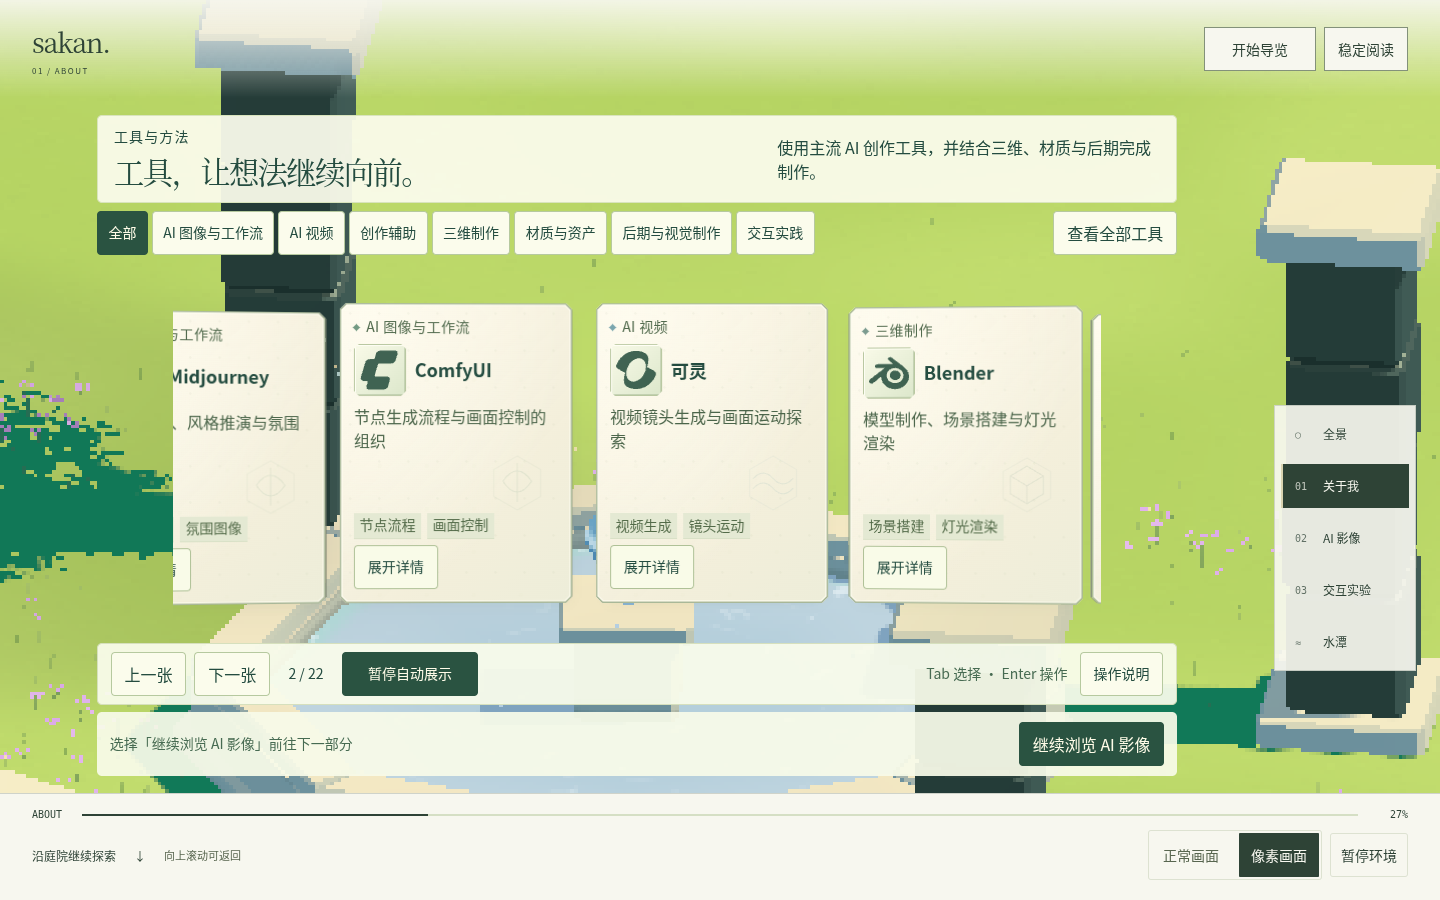 sakan.
01 / ABOUT
开始导览
稳定阅读
工具与方法
工具，让想法继续向前。
使用主流 AI 创作工具，并结合三维、材质与后期完成
制作。
全部
AI 图像与工作流
AI 视频
创作辅助
三维制作
材质与资产
后期与视觉制作
交互实践
查看全部工具
与工作流
Midjourney
、风格推演与氛围
氛围图像
AI 图像与工作流
ComfyUI
节点生成流程与画面控制的
组织
节点流程
画面控制
展开详情
AI 视频
可灵
视频镜头生成与画面运动探
索
视频生成
镜头运动
展开详情
三维制作
Blender
模型制作、场景搭建与灯光
渲染
场景搭建
灯光渲染
展开详情
全景
01 关于我
02 AI 影像
03 交互实验
≈ 水潭
上一张
下一张
2 / 22
暂停自动展示
Tab 选择 · Enter 操作
操作说明
选择「继续浏览 AI 影像」前往下一部分
继续浏览 AI 影像
ABOUT
27%
沿庭院继续探索 ↓ 向上滚动可返回
正常画面
像素画面
暂停环境